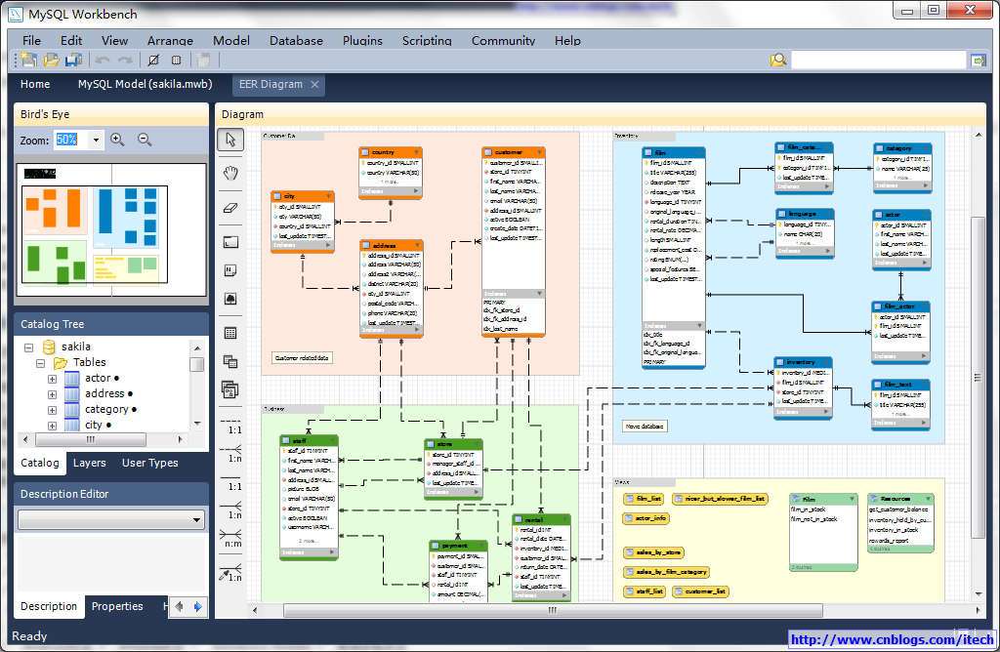 MySQL Workbench
File Edit View Arrange Model Database Plugins Scripting Community Help
Home MySQL Model (sakila.mwb) EER Diagram
Bird's Eye
Zoom: 50%
Catalog Tree
sakila
Tables
actor
address
category
city
Catalog Layers User Types
Description Editor
Description Properties
Ready
Diagram
1:1
1:n
1:1
1:n
n:m
1:n
Customer Da
country
country_id SMALLI...
country VARCHAR(50)
1 more...
Indexes
city
city_id SMALLINT
city VARCHAR(50)
country_id SMALLINT
last_update TIMEST...
Indexes
address
address_id SMALLINT
address VARCHAR(50)
address2 VARCHAR(...
district VARCHAR(20)
city_id SMALLINT
postal_code VARCH...
phone VARCHAR(20)
last_update TIMEST...
Indexes
customer
customer_id SMALL...
store_id TINYINT
first_name VARCHA...
last_name VARCHA...
email VARCHAR(50)
address_id SMALLINT
active BOOLEAN
create_date DATETI...
last_update TIMEST...
Indexes
PRIMARY
idx_fk_store_id
idx_fk_address_id
idx_last_name
Customer related data
Inventory
film
film_id SMALLINT
title VARCHAR(255)
description TEXT
release_year YEAR
language_id TINYINT
original_language_i...
rental_duration TIN...
rental_rate DECIMA...
length SMALLINT
replacement_cost D...
rating ENUM(...)
special_features SE...
last_update TIMEST...
Indexes
idx_title
idx_fk_language_id
idx_fk_original_langua...
PRIMARY
film_cate...
film_id SMALLINT
category_id TINYI...
last_update TIME...
Indexes
category
category_id TINYI...
name VARCHAR(25)
1 more...
Indexes
language
language_id TINY...
name CHAR(20)
1 more...
Indexes
actor
actor_id SMALLINT
first_name VARCH...
last_name VARCH...
last_update TIME...
Indexes
film_actor
actor_id SMALLINT
film_id SMALLINT
last_update TIME...
Indexes
inventory
inventory_id MEDI...
film_id SMALLINT
store_id TINYINT
last_update TIME...
Indexes
film_text
film_id SMALLINT
title VARCHAR(255)
1 more...
Indexes
Movie database
Business
staff
staff_id TINYINT
first_name VARCH...
last_name VARCH...
address_id SMALL...
picture BLOB
email VARCHAR(50)
store_id TINYINT
active BOOLEAN
username VARCH...
2 more...
Indexes
store
store_id TINYINT
manager_staff_id ...
address_id SMALL...
last_update TIME...
Indexes
payment
payment_id SMAL...
customer_id SMAL...
staff_id TINYINT
rental_id INT
amount DECIMAL(...
rental
rental_id INT
rental_date DATE...
inventory_id MEDI...
customer_id SMAL...
return_date DATE...
staff_id TINYINT
last_update TIME...
Indexes
Views
film_list
nicer_but_slower_film_list
actor_info
sales_by_store
sales_by_film_category
staff_list
customer_list
Film
film_in_stock
film_not_in_stock
2 routines
Resources
get_customer_balance
inventory_held_by_cu...
inventory_in_stock
rewards_report
4 routines
http://www.cnblogs.com/itech